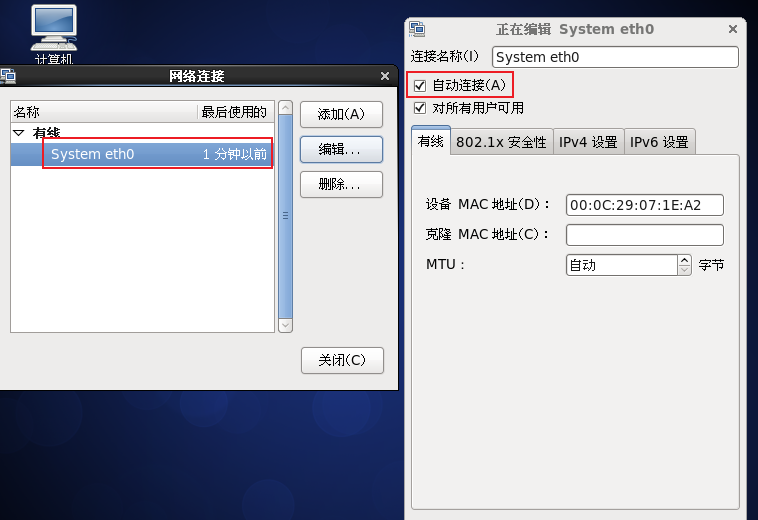 计算机
网络连接
名称 最后使用的
有线
System eth0 1 分钟以前
添加(A)
编辑...
删除...
关闭(C)
正在编辑 System eth0
连接名称(I) System eth0
自动连接(A)
对所有用户可用
有线 802.1x 安全性 IPv4 设置 IPv6 设置
设备 MAC 地址(D)： 00:0C:29:07:1E:A2
克隆 MAC 地址(C)：
MTU： 自动 字节